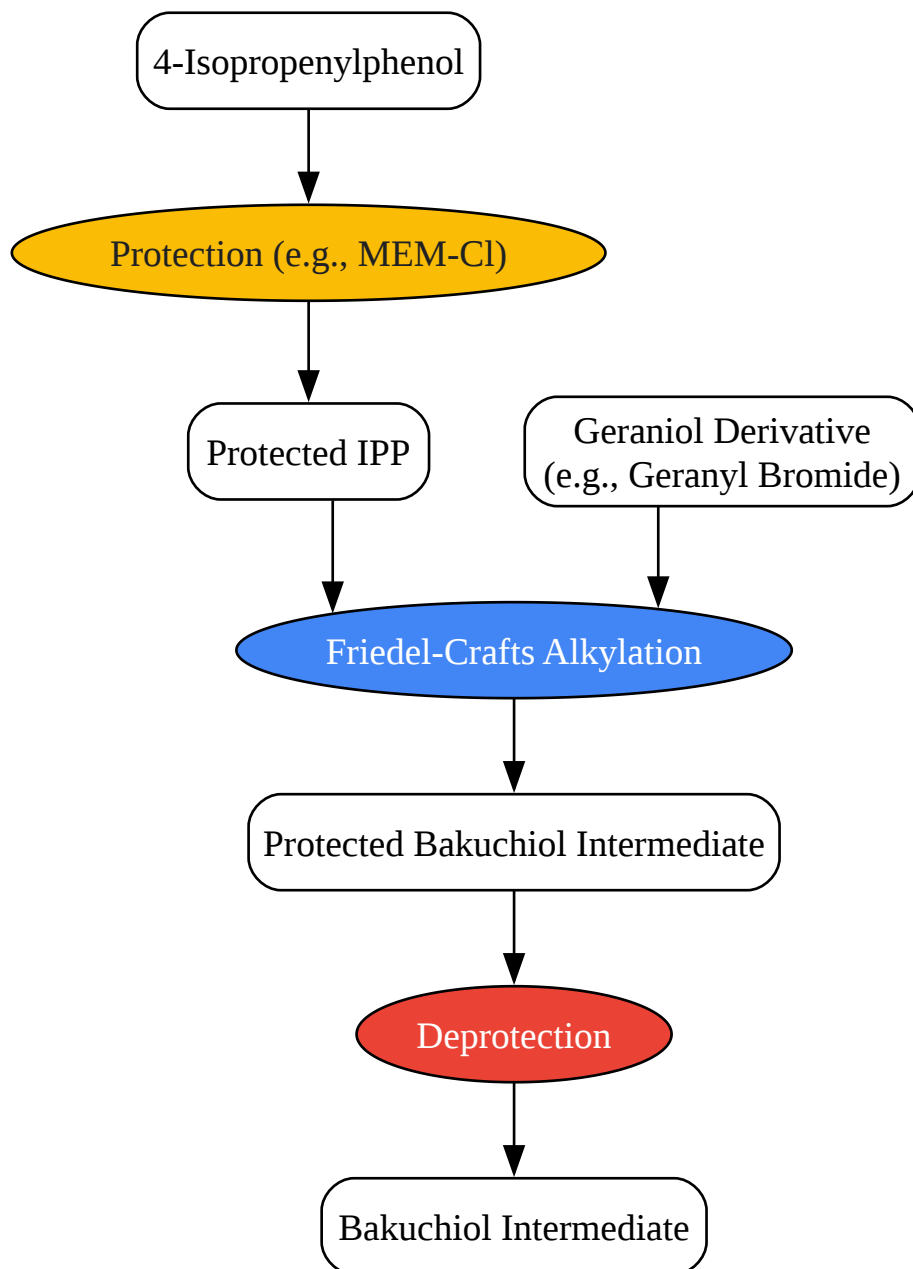 4-Isopropenylphenol
Protection (e.g., MEM-Cl)
Protected IPP
Geraniol Derivative
(e.g., Geranyl Bromide)
Friedel-Crafts Alkylation
Protected Bakuchiol Intermediate
Deprotection
Bakuchiol Intermediate